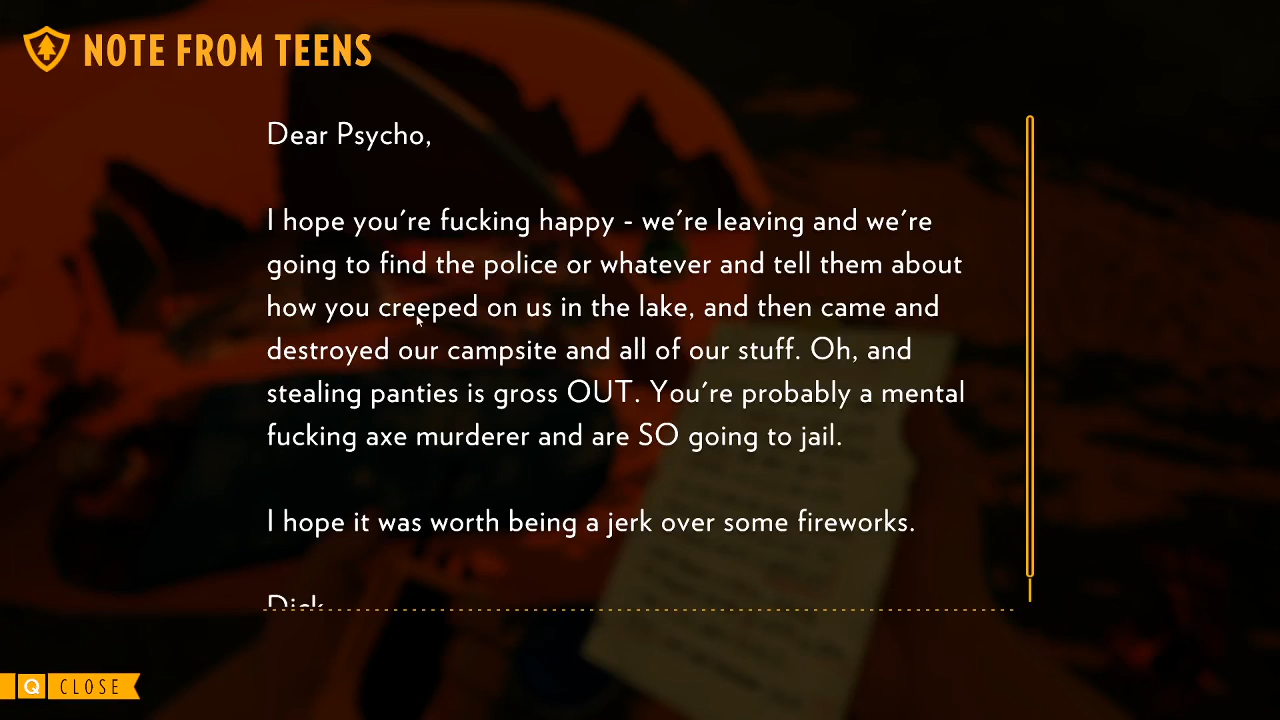 NOTE FROM TEENS
Dear Psycho,
I hope you're fucking happy - we're leaving and we're
going to find the police or whatever and tell them about
how you creeped on us in the lake, and then came and
destroyed our campsite and all of our stuff. Oh, and
stealing panties is gross OUT. You're probably a mental
fucking axe murderer and are SO going to jail.
I hope it was worth being a jerk over some fireworks.
Dick
Q CLOSE